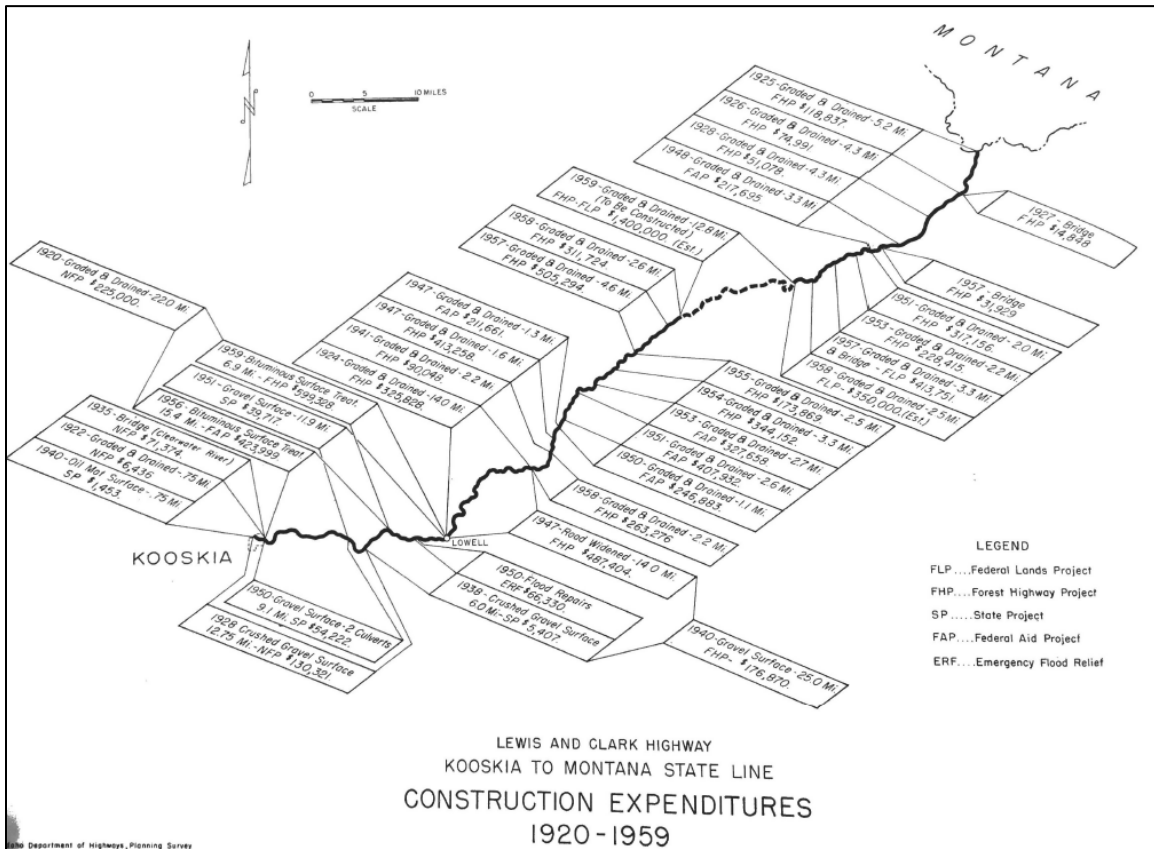 MONTANA
N
0 5 10 MILES
SCALE
1925-Graded & Drained-5.2 Mi.
FHP $118,837.
1926-Graded & Drained-4.3 Mi.
FHP $74,991
1928-Graded & Drained-4.3 Mi.
FHP $51,078.
1948-Graded & Drained-3.3 Mi.
FAP $217,695
1959-Graded & Drained-12.8 Mi.
(To Be Constructed)
FHP-FLP $1,400,000. (Est.)
1958-Graded & Drained-2.6 Mi.
FHP $311,724.
1957-Graded & Drained-4.6 Mi.
FHP $505,294.
1927-Bridge
FHP $14,848
1957-Bridge
FHP $31,929
1951-Graded & Drained-2.0 Mi.
FHP $317,156.
1953-Graded & Drained-2.2 Mi.
FHP $228,415.
1957-Graded & Drained-3.3 Mi.
& Bridge-FLP $413,751.
1958-Graded & Drained-2.5 Mi.
FLP-$350,000.(Est.)
1920-Graded & Drained-22.0 Mi.
NFP $225,000.
1947-Graded & Drained-1.3 Mi.
FAP $211,661.
1947-Graded & Drained-1.6 Mi.
FHP $413,258.
1941-Graded & Drained-2.2 Mi.
FHP $90,048.
1924-Graded & Drained-14.0 Mi.
FHP $325,828.
1959-Bituminous Surface Treat.
6.9 Mi.-FHP $599,328
1951-Gravel Surface-11.9 Mi.
SP $39,717.
1956-Bituminous Surface Treat.
15.4 Mi.-FAP $423,999
1935-Bridge (Clearwater River)
NFP $71,374.
1922-Graded & Drained-.75 Mi.
NFP $6,436
1940-Oil Mat Surface-.75 Mi.
SP $1,453.
1955-Graded & Drained-2.5 Mi.
FHP $173,869.
1954-Graded & Drained-3.3 Mi.
FHP $344,152.
1953-Graded & Drained-2.7 Mi.
FAP $327,658
1951-Graded & Drained-2.6 Mi.
FAP $407,932.
1950-Graded & Drained-1.1 Mi.
FAP $246,883.
1958-Graded & Drained-2.2 Mi.
FHP $263,276
1947-Road Widened-14.0 Mi.
FHP $487,404.
KOOSKIA
LOWELL
1950-Flood Repairs
ERF $66,330.
1938-Crushed Gravel Surface
6.0 Mi-SP $5,407.
1940-Gravel Surface-25.0 Mi.
FHP-$176,870.
1950-Gravel Surface-2 Culverts
9.1 Mi. SP $54,222.
1928 Crushed Gravel Surface
12.75 Mi.-NFP $130,321.
LEGEND
FLP....Federal Lands Project
FHP....Forest Highway Project
SP.....State Project
FAP....Federal Aid Project
ERF....Emergency Flood Relief
LEWIS AND CLARK HIGHWAY
KOOSKIA TO MONTANA STATE LINE
CONSTRUCTION EXPENDITURES
1920-1959
Department of Highways, Planning Survey